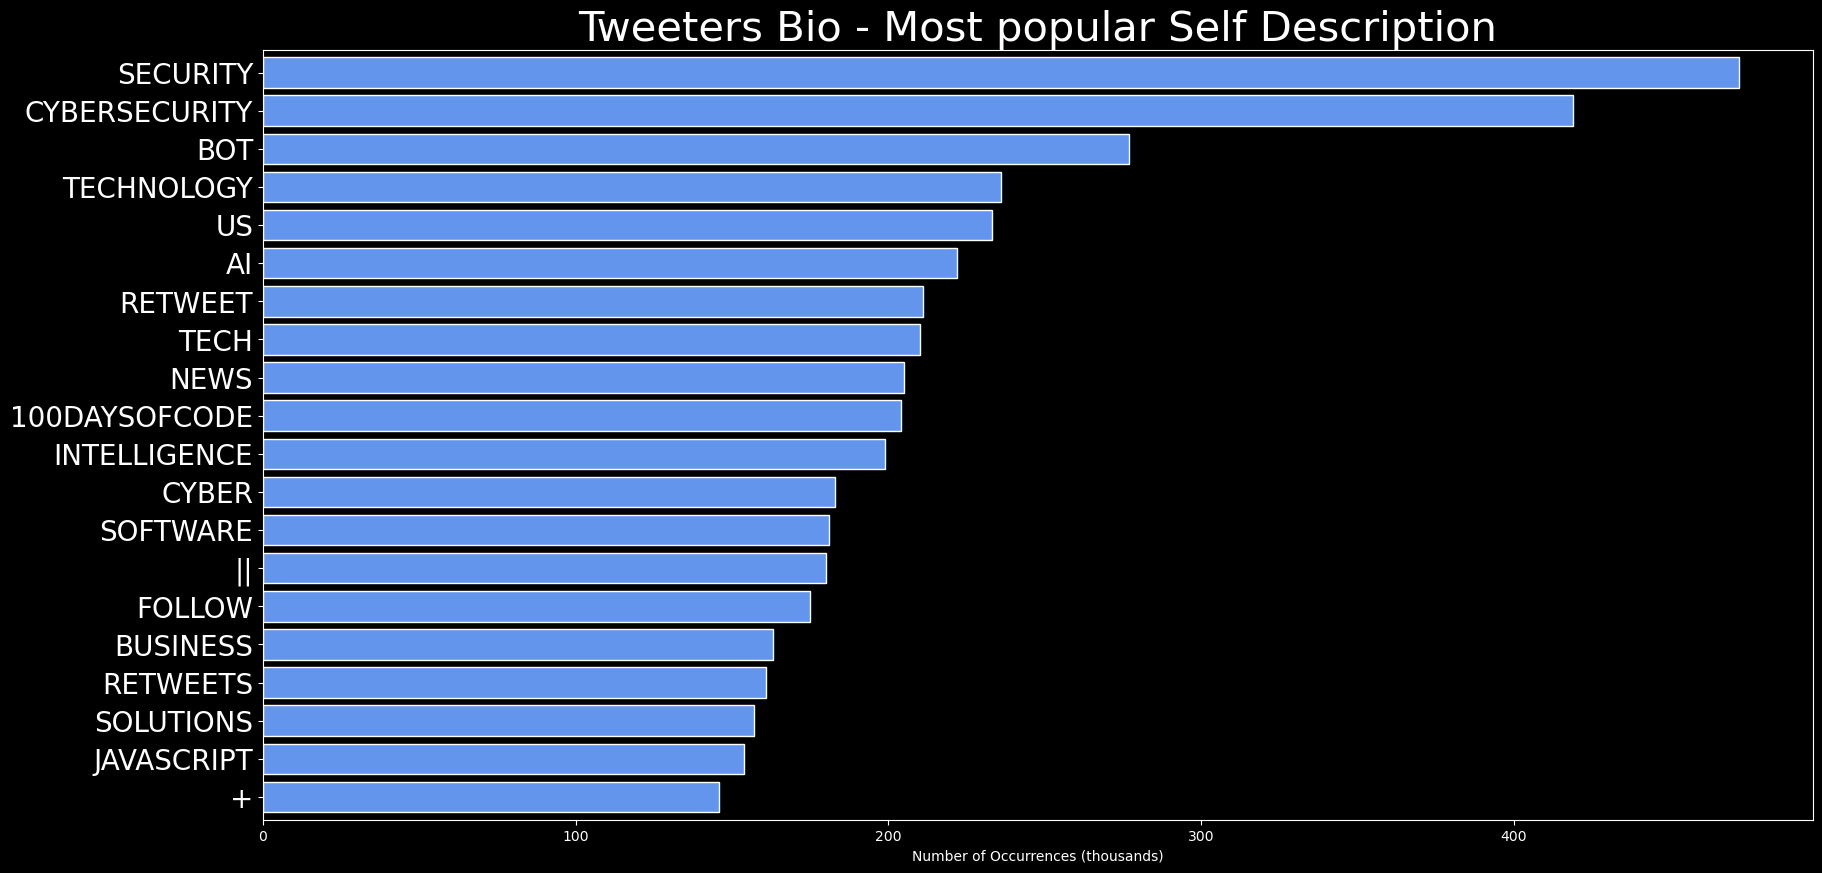 Tweeters Bio - Most popular Self Description
SECURITY
CYBERSECURITY
BOT
TECHNOLOGY
US
AI
RETWEET
TECH
NEWS
100DAYSOFCODE
INTELLIGENCE
CYBER
SOFTWARE
||
FOLLOW
BUSINESS
RETWEETS
SOLUTIONS
JAVASCRIPT
+
0 100 200 300 400
Number of Occurrences (thousands)